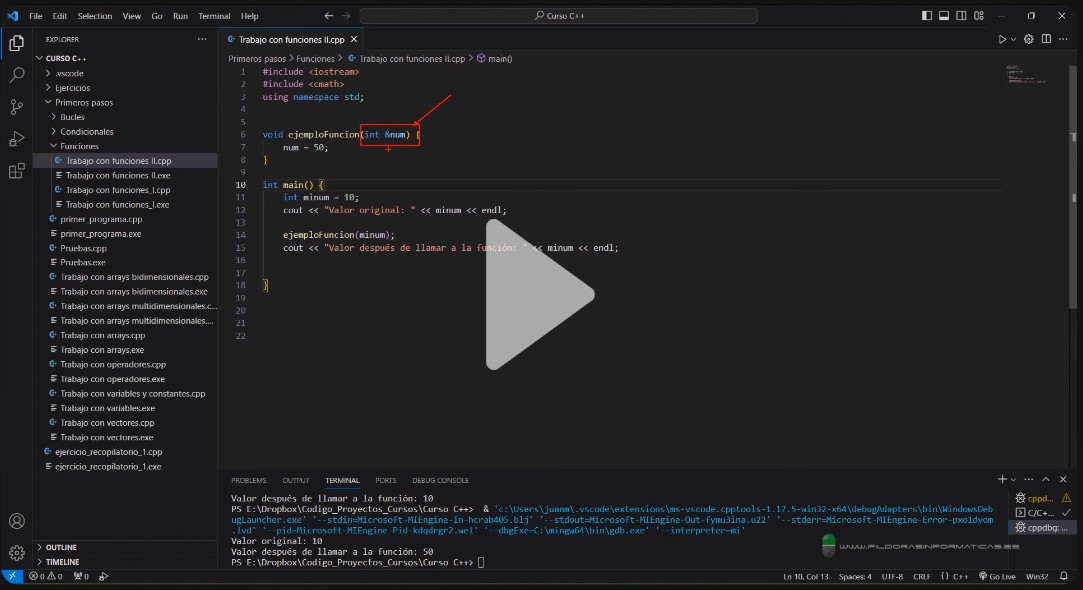 File Edit Selection View Go Run Terminal Help
Curso C++
EXPLORER
Trabajo con funciones II.cpp
CURSO C++
Primeros pasos > Funciones > Trabajo con funciones II.cpp > main()
.vscode
Ejercicios
Primeros pasos
Bucles
Condicionales
Funciones
Trabajo con funciones II.cpp
Trabajo con funciones II.exe
Trabajo con funciones_I.cpp
Trabajo con funciones_I.exe
primer_programa.cpp
primer_programa.exe
Pruebas.cpp
Pruebas.exe
Trabajo con arrays bidimensionales.cpp
Trabajo con arrays bidimensionales.exe
Trabajo con arrays multidimensionales.c...
Trabajo con arrays multidimensionales....
Trabajo con arrays.cpp
Trabajo con arrays.exe
Trabajo con operadores.cpp
Trabajo con operadores.exe
Trabajo con variables y constantes.cpp
Trabajo con variables.exe
Trabajo con vectores.cpp
Trabajo con vectores.exe
ejercicio_recopilatorio_1.cpp
ejercicio_recopilatorio_1.exe
OUTLINE
TIMELINE
1 #include <iostream>
2 #include <cmath>
3 using namespace std;
4
5
6 void ejemploFuncion(int &num) {
7 num = 50;
8 }
9
10 int main() {
11 int minum = 10;
12 cout << "Valor original: " << minum << endl;
13
14 ejemploFuncion(minum);
15 cout << "Valor después de llamar a la función: " << minum << endl;
16
17
18 }
19
20
21
22
PROBLEMS OUTPUT TERMINAL PORTS DEBUG CONSOLE
Valor después de llamar a la función: 10
PS E:\Dropbox\Codigo_Proyectos_Cursos\Curso C++> & 'c:\Users\juanm\.vscode\extensions\ms-vscode.cpptools-1.17.5-win32-x64\debugAdapters\bin\WindowsDeb
ugLauncher.exe' '--stdin=Microsoft-MIEngine-In-hcrab405.blj' '--stdout=Microsoft-MIEngine-Out-fymujina.u22' '--stderr=Microsoft-MIEngine-Error-pxoldyom
.lvd' '--pid=Microsoft-MIEngine-Pid-kdqdrgr2.wel' '--dbgExe=C:\mingw64\bin\gdb.exe' '--interpreter=mi'
Valor original: 10
Valor después de llamar a la función: 50
PS E:\Dropbox\Codigo_Proyectos_Cursos\Curso C++>
cppd...
C/C+...
cppdbg: ...
WWW.PILDORASINFORMATICAS.ES
0 0 0 Ln 10, Col 13 Spaces: 4 UTF-8 CRLF {} C++ Go Live Win32